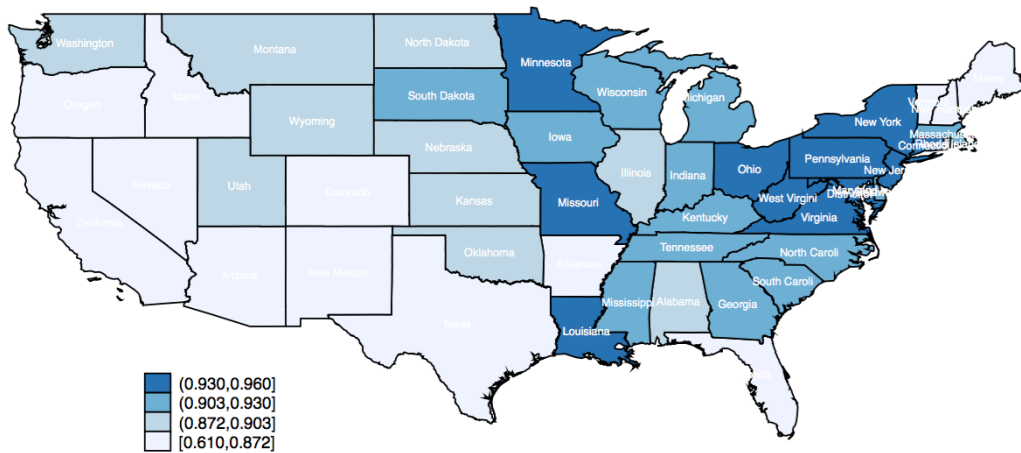 Washington
Montana
North Dakota
Minnesota
Maine
Oregon
Idaho
South Dakota
Wisconsin
Michigan
New York
Wyoming
Massachu
Iowa
Connecti
Nebraska
Pennsylvania
Nevada
Utah
Colorado
Illinois
Indiana
Ohio
New Jer
Kansas
Missouri
West Virgini
California
Kentucky
Virginia
Oklahoma
Tennessee
North Caroli
Arizona
New Mexico
Arkansas
South Caroli
Mississippi
Alabama
Georgia
Texas
Louisiana
(0.930,0.960]
(0.903,0.930]
(0.872,0.903]
[0.610,0.872]